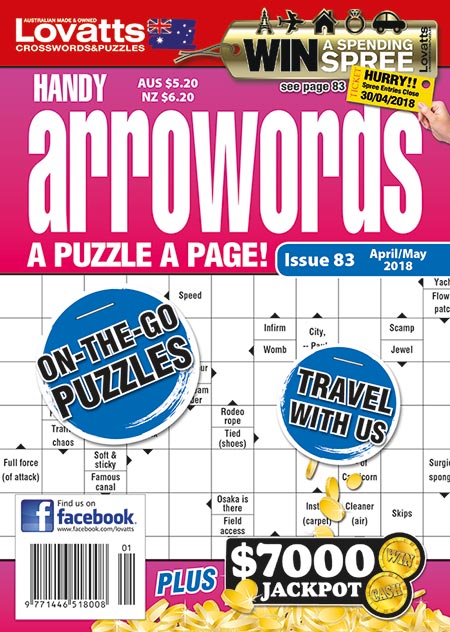 AUSTRALIAN MADE & OWNED
Lovatts
CROSSWORDS&PUZZLES
WIN A SPENDING SPREE
Lovatts
see page 83
TICKET
HURRY!!
Spree Entries Close
30/04/2018
HANDY
AUS $5.20
NZ $6.20
arrowords
A PUZZLE A PAGE!
Issue 83
April/May
2018
Speed
ON-THE-GO
PUZZLES
Infirm
Womb
City,
Scamp
Jewel
TRAVEL
WITH US
Rodeo
rope
Tied
(shoes)
chaos
Full force
(of attack)
Soft &
sticky
Famous
canal
of
Osaka is
there
Field
access
(carpet)
Cleaner
(air)
Skips
Find us on
facebook
www.facebook.com/lovatts
01
9 771446 518008
PLUS
$7000
JACKPOT
WIN
CASH